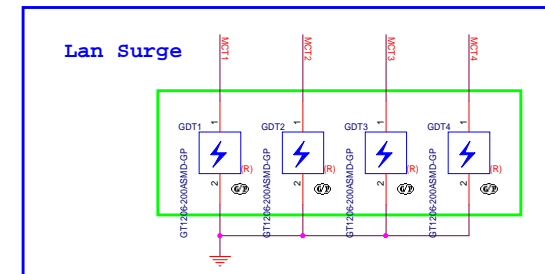 Lan Surge
MCT1
MCT2
MCT3
MCT4
GDT1
1
2
(R)
GT1206-200ASMD-GP
GDT2
1
2
(R)
GT1206-200ASMD-GP
GDT3
1
2
(R)
GT1206-200ASMD-GP
GDT4
1
2
(R)
GT1206-200ASMD-GP